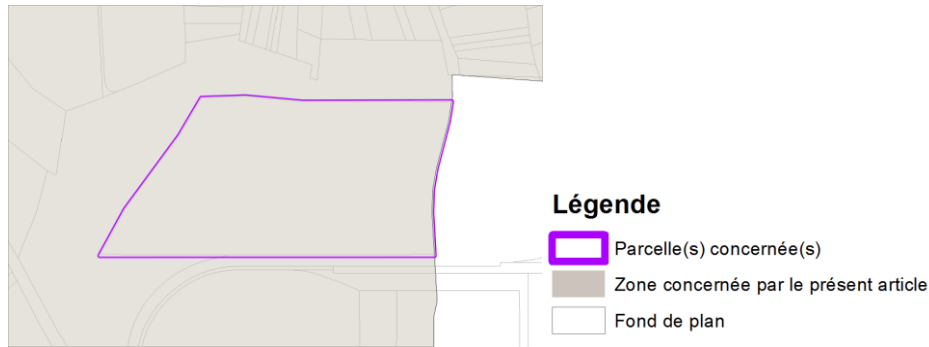 Légende
Parcelle(s) concernée(s)
Zone concernée par le présent article
Fond de plan